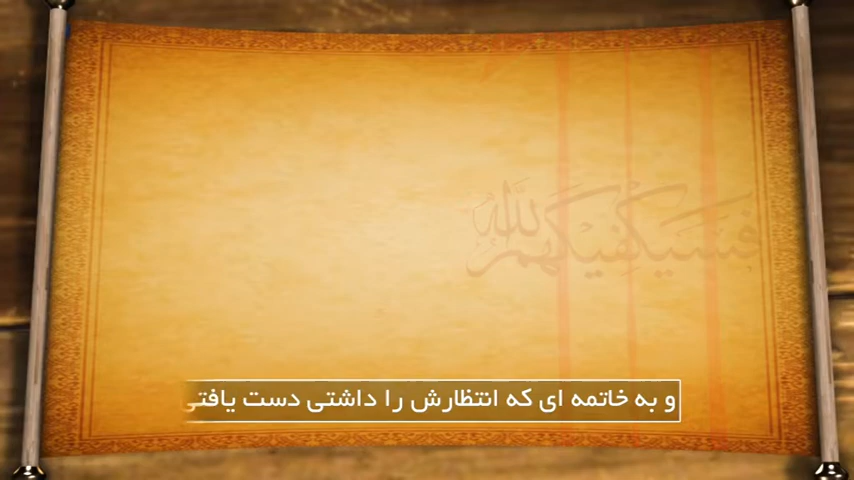 فسيكفيكهم الله
و به خاتمه ای که انتظارش را داشتی دست یافتی